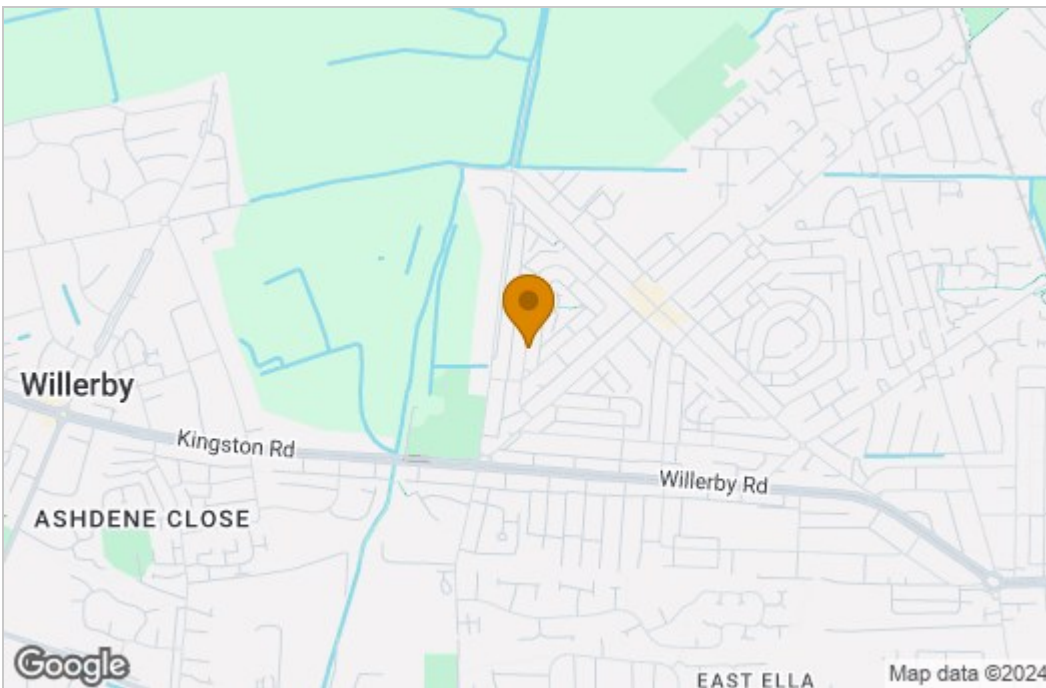 Willerby
Kingston Rd
Willerby Rd
ASHDENE CLOSE
EAST ELLA
Google
Map data ©2024